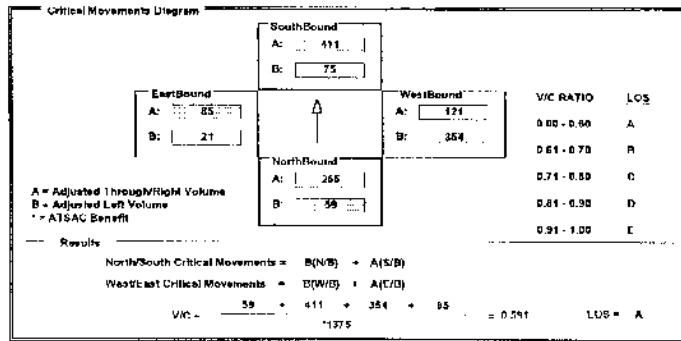 Critical Movements Diagram
SouthBound
A: 411
B: 75
EastBound
A: 85
B: 21
WestBound
A: 121
B: 354
NorthBound
A: 265
B: 59
V/C RATIO LOS
0.00 - 0.60 A
0.61 - 0.70 B
0.71 - 0.80 C
0.81 - 0.90 D
0.91 - 1.00 E
A = Adjusted Through/Right Volume
B = Adjusted Left Volume
* = ATSAC Benefit
Results
North/South Critical Movements = B(N/B) + A(S/B)
West/East Critical Movements = B(W/B) + A(E/B)
V/C = 59 + 411 + 354 + 85 = 0.591 LOS = A
*1375